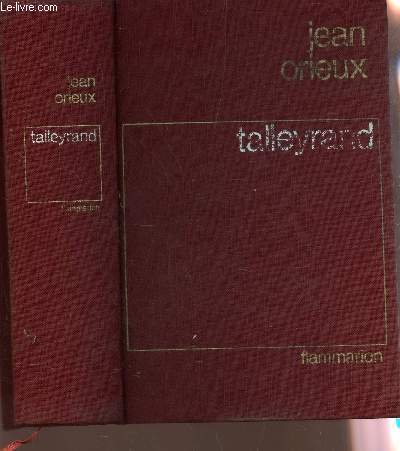 Le-livre.com
jean
orieux
talleyrand
flammarion
jean
orieux
talleyrand
flammarion